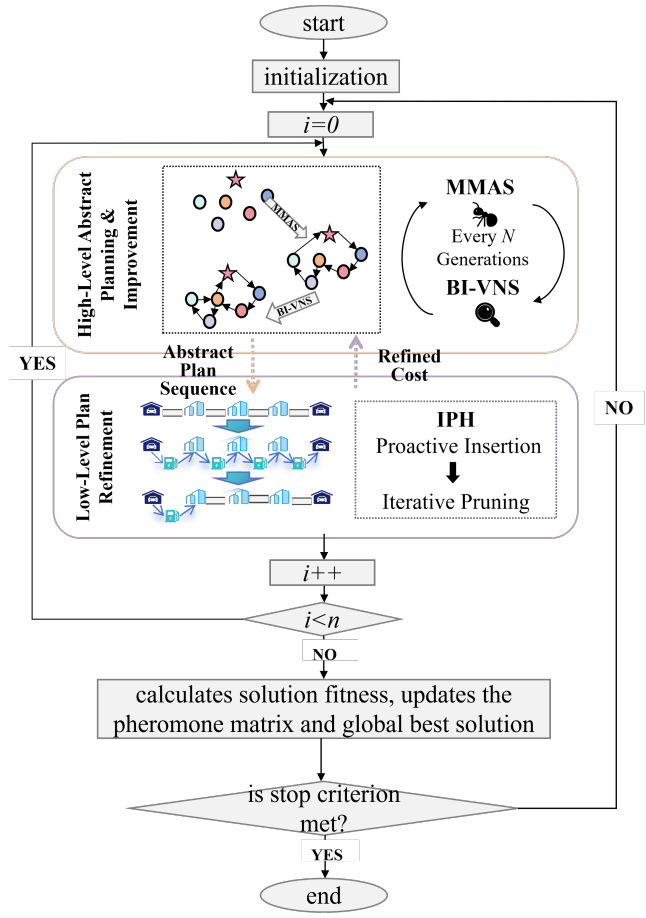 start
initialization
i=0
High-Level Abstract
Planning &
Improvement
MMAS
BI-VNS
MMAS
Every N
Generations
BI-VNS
YES
Abstract
Plan
Sequence
Refined
Cost
NO
Low-Level Plan
Refinement
IPH
Proactive Insertion
Iterative Pruning
i++
i<n
NO
calculates solution fitness, updates the
pheromone matrix and global best solution
is stop criterion
met?
YES
end